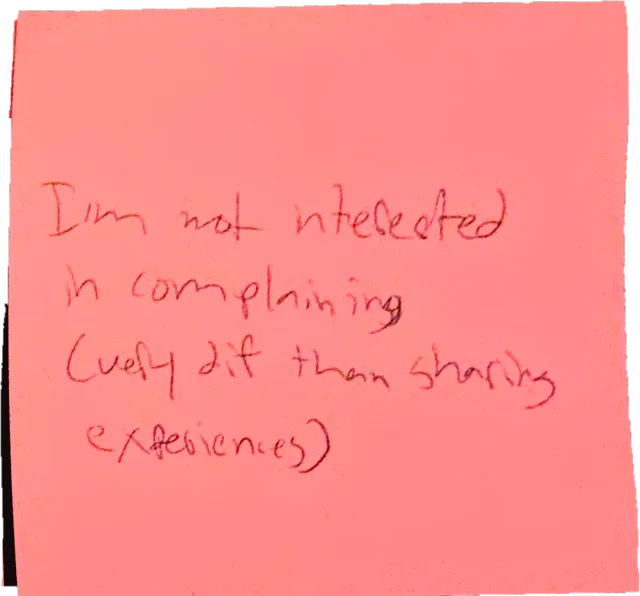 I'm not interested
in complaining
(very dif than sharing
experiences)